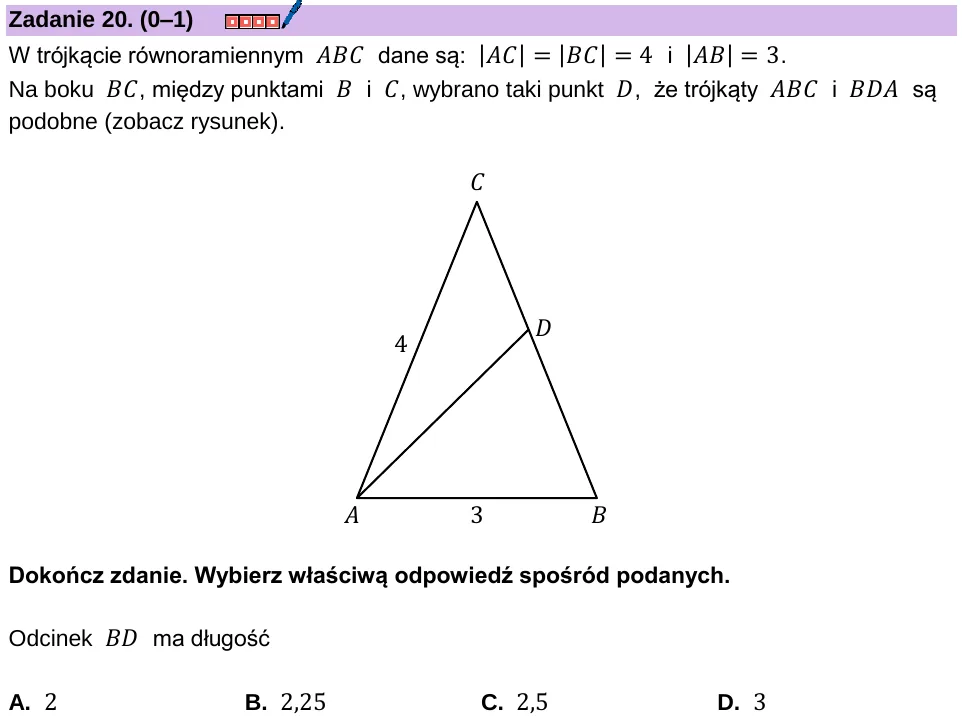 Zadanie 20. (0–1)
W trójkącie równoramiennym ABC dane są: |AC| = |BC| = 4 i |AB| = 3.
Na boku BC, między punktami B i C, wybrano taki punkt D, że trójkąty ABC i BDA są
podobne (zobacz rysunek).
C
D
4
A 3 B
Dokończ zdanie. Wybierz właściwą odpowiedź spośród podanych.
Odcinek BD ma długość
A. 2 B. 2,25 C. 2,5 D. 3